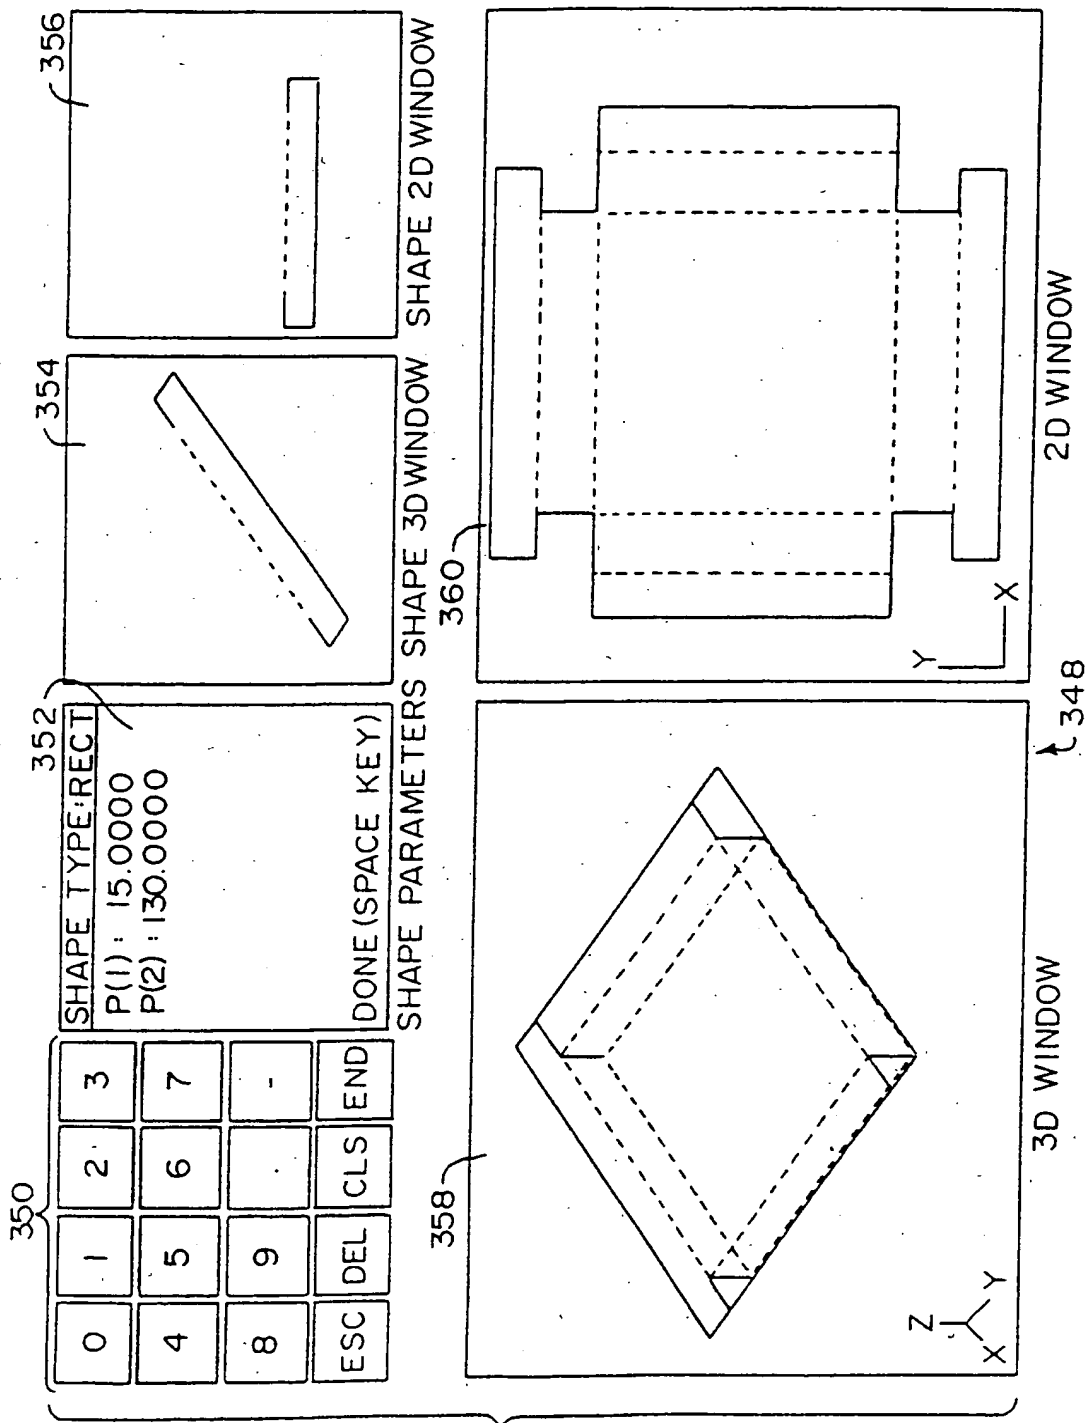 350
0 1 2 3
4 5 6 7
8 9 . -
ESC DEL CLS END
352
SHAPE TYPE:RECT
P(1) : 15.0000
P(2) : 130.0000
DONE (SPACE KEY)
SHAPE PARAMETERS
354
SHAPE 3D WINDOW
356
SHAPE 2D WINDOW
358
Z
X Y
3D WINDOW
360
Y
X
2D WINDOW
348